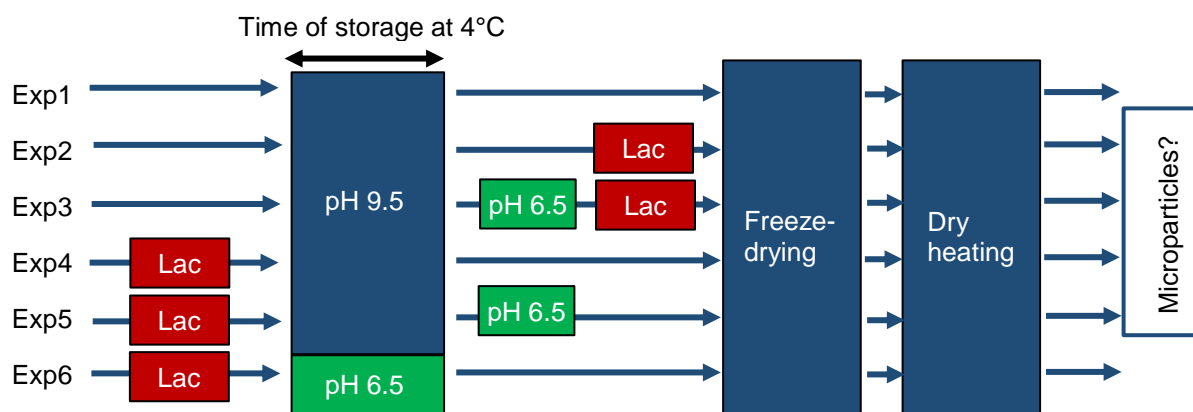 Time of storage at 4°C
Exp1
Exp2
Lac
Exp3
pH 9.5
pH 6.5
Lac
Freeze-
drying
Dry
heating
Microparticles?
Exp4
Lac
Exp5
Lac
pH 6.5
Exp6
Lac
pH 6.5